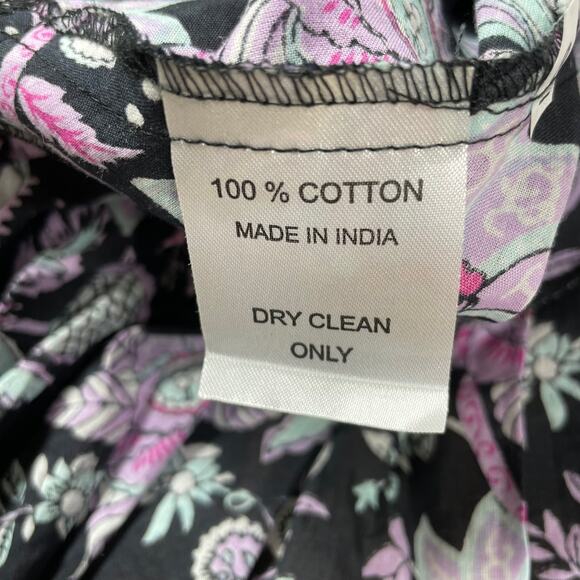 100 % COTTON
MADE IN INDIA
DRY CLEAN
ONLY